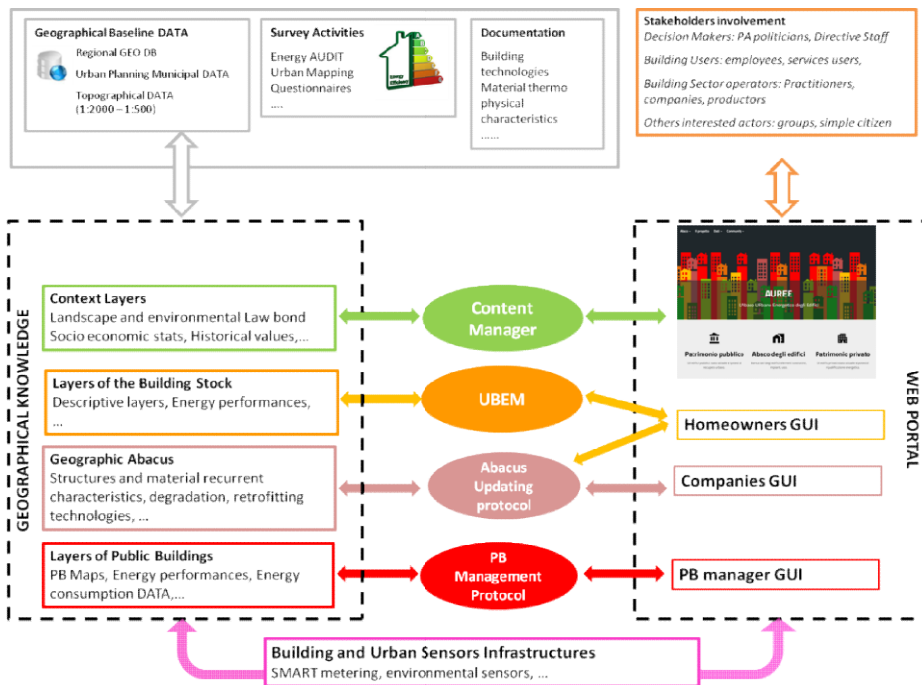 Geographical Baseline DATA
Regional GEO DB
Urban Planning Municipal DATA
Topographical DATA
(1:2000 – 1:500)
Survey Activities
Energy AUDIT
Urban Mapping
Questionnaires
....
Energy
Efficient
Documentation
Building
technologies
Material thermo
physical
characteristics
......
Stakeholders involvement
Decision Makers: PA politicians, Directive Staff
Building Users: employees, services users,
Building Sector operators: Practitioners,
companies, productors
Others interested actors: groups, simple citizen
GEOGRAPHICAL KNOWLEDGE
Context Layers
Landscape and environmental Law bond
Socio economic stats, Historical values,...
Layers of the Building Stock
Descriptive layers, Energy performances,
...
Geographic Abacus
Structures and material recurrent
characteristics, degradation, retrofitting
technologies, ...
Layers of Public Buildings
PB Maps, Energy performances, Energy
consumption DATA,...
Content
Manager
UBEM
Abacus
Updating
protocol
PB
Management
Protocol
WEB PORTAL
AUREE
Patrimonio pubblico
Abaco degli edifici
Patrimonio privato
Homeowners GUI
Companies GUI
PB manager GUI
Building and Urban Sensors Infrastructures
SMART metering, environmental sensors, ...